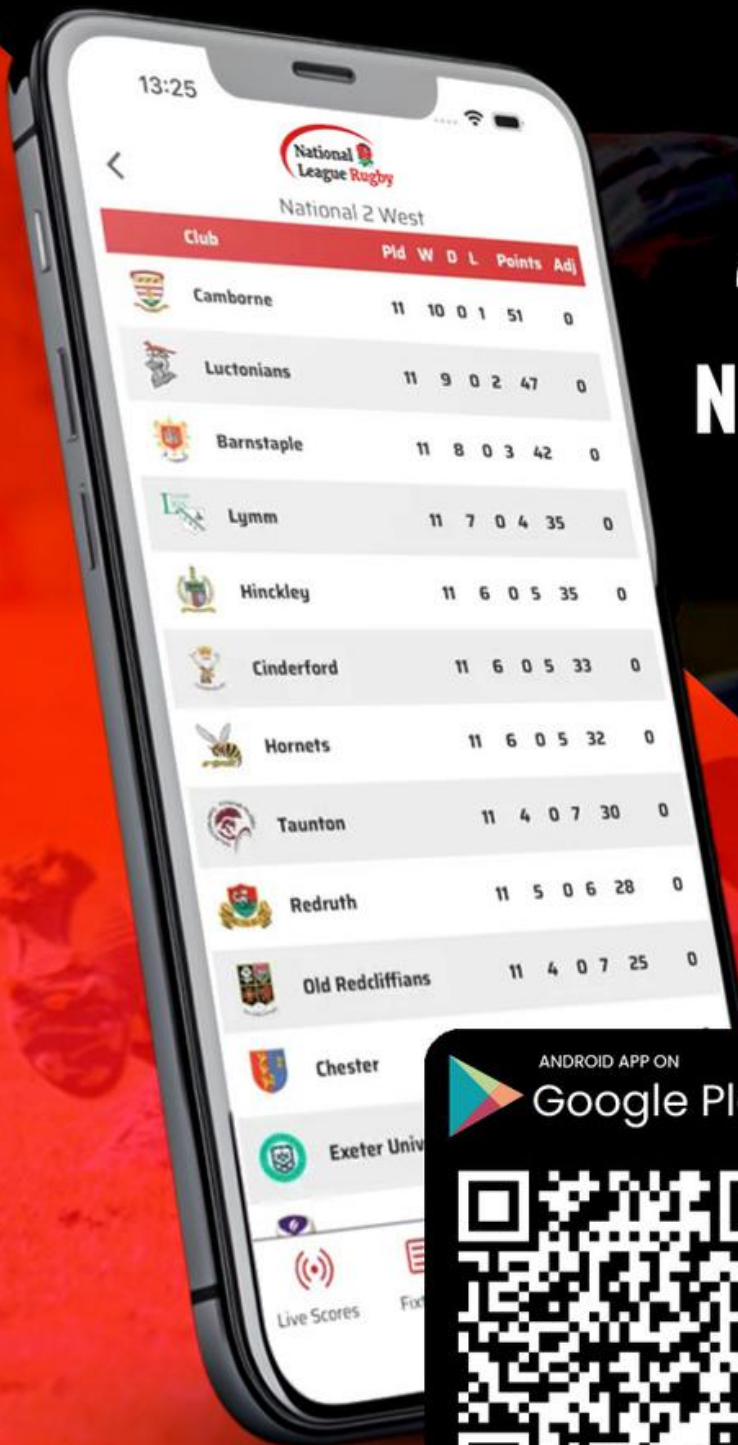 13:25
National
League Rugby
National 2 West
Club Pld W D L Points Adj
Camborne 11 10 0 1 51 0
Luctonians 11 9 0 2 47 0
Barnstaple 11 8 0 3 42 0
Lymm 11 7 0 4 35 0
Hinckley 11 6 0 5 35 0
Cinderford 11 6 0 5 33 0
Hornets 11 6 0 5 32 0
Taunton 11 4 0 7 30 0
Redruth 11 5 0 6 28 0
Old Redcliffians 11 4 0 7 25 0
Chester
Exeter Univ
Live Scores Fixt
N
ANDROID APP ON
Google Pl